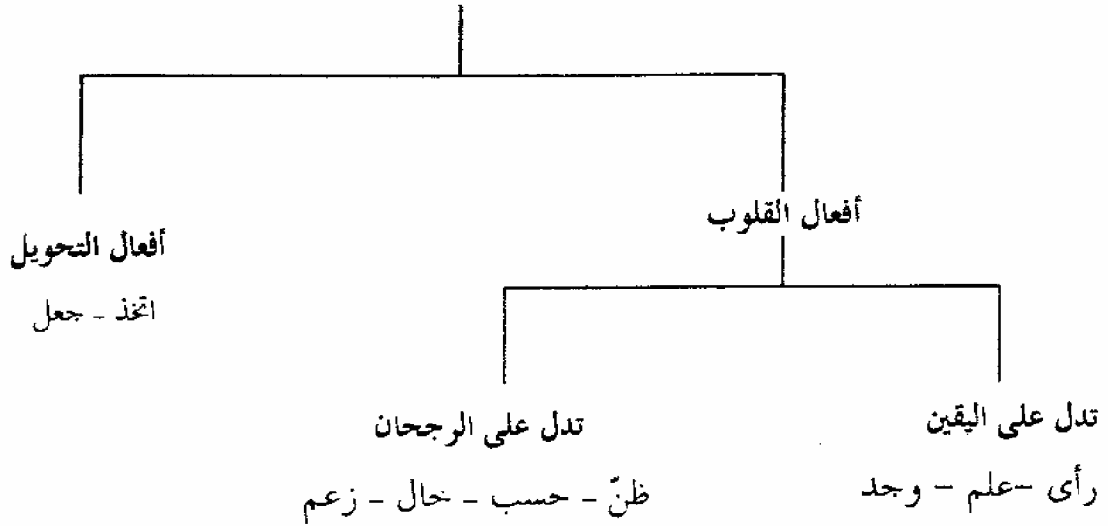 أفعال القلوب
أفعال التحويل
اتخذ - جعل
تدل على اليقين
رأى - علم - وجد
تدل على الرجحان
ظنّ - حسب - خال - زعم